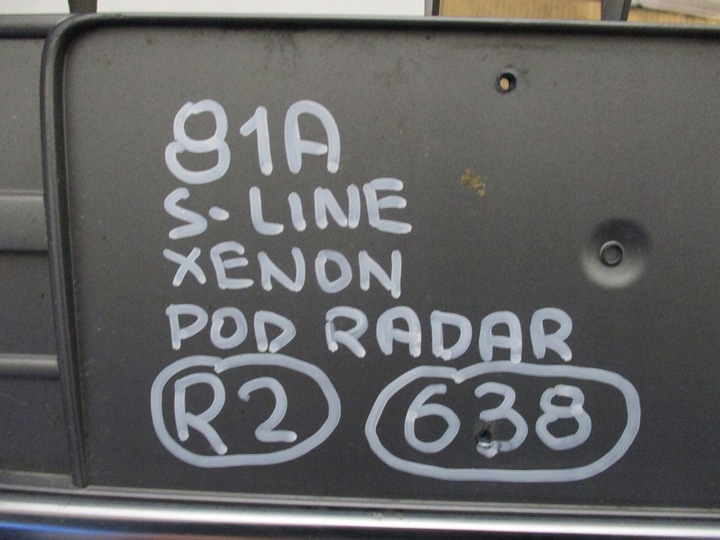 81A
S-LINE
XENON
POD RADAR
R2 638